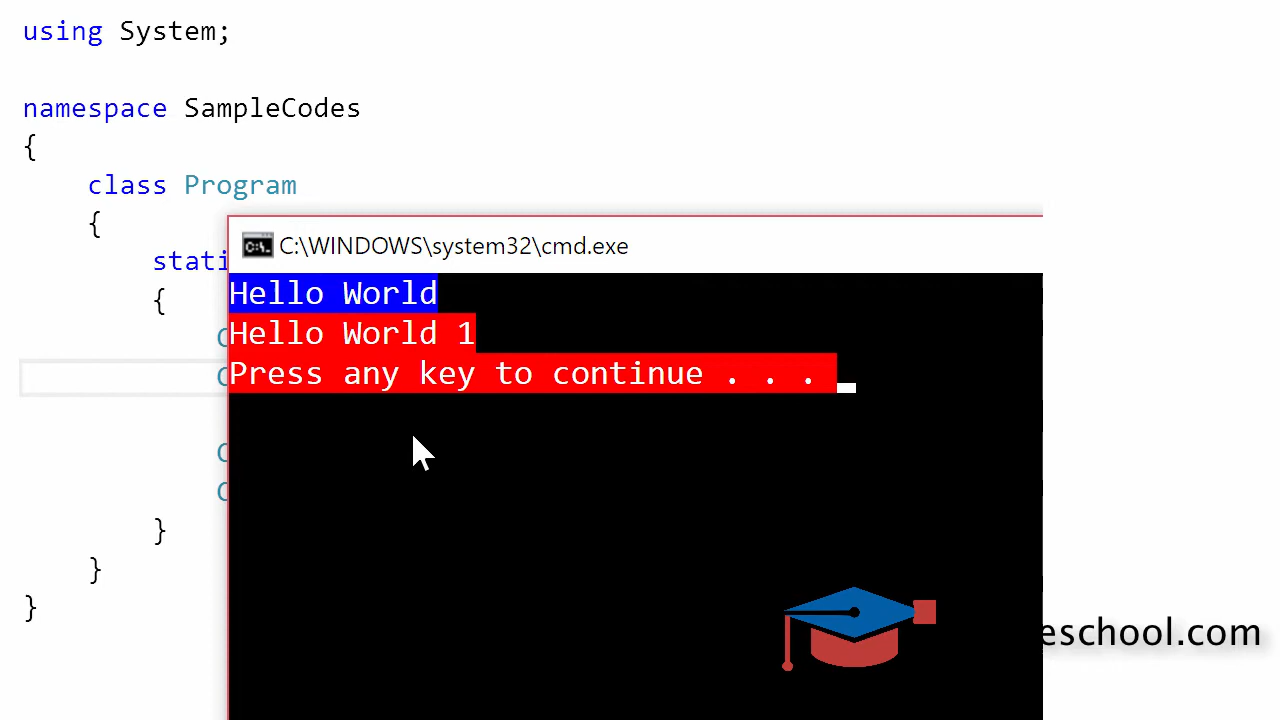 using System;
namespace SampleCodes
{
class Program
{
stati
{
C:\WINDOWS\system32\cmd.exe
Hello World
Hello World 1
Press any key to continue . . .
}
}
}
eschool.com